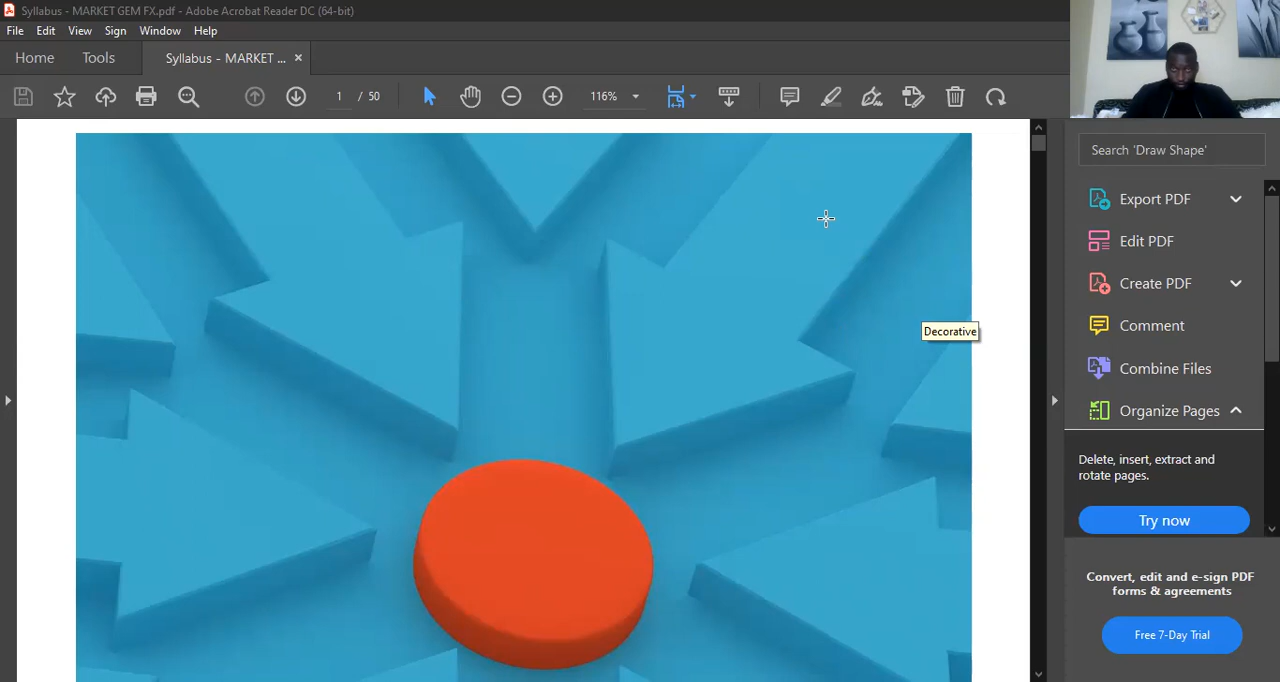 Syllabus - MARKET GEM FX.pdf - Adobe Acrobat Reader DC (64-bit)
File Edit View Sign Window Help
Home Tools Syllabus - MARKET ... ×
1 / 50 116%
Search 'Draw Shape'
Export PDF
Edit PDF
Create PDF
Decorative
Comment
Combine Files
Organize Pages
Delete, insert, extract and
rotate pages.
Try now
Convert, edit and e-sign PDF
forms & agreements
Free 7-Day Trial